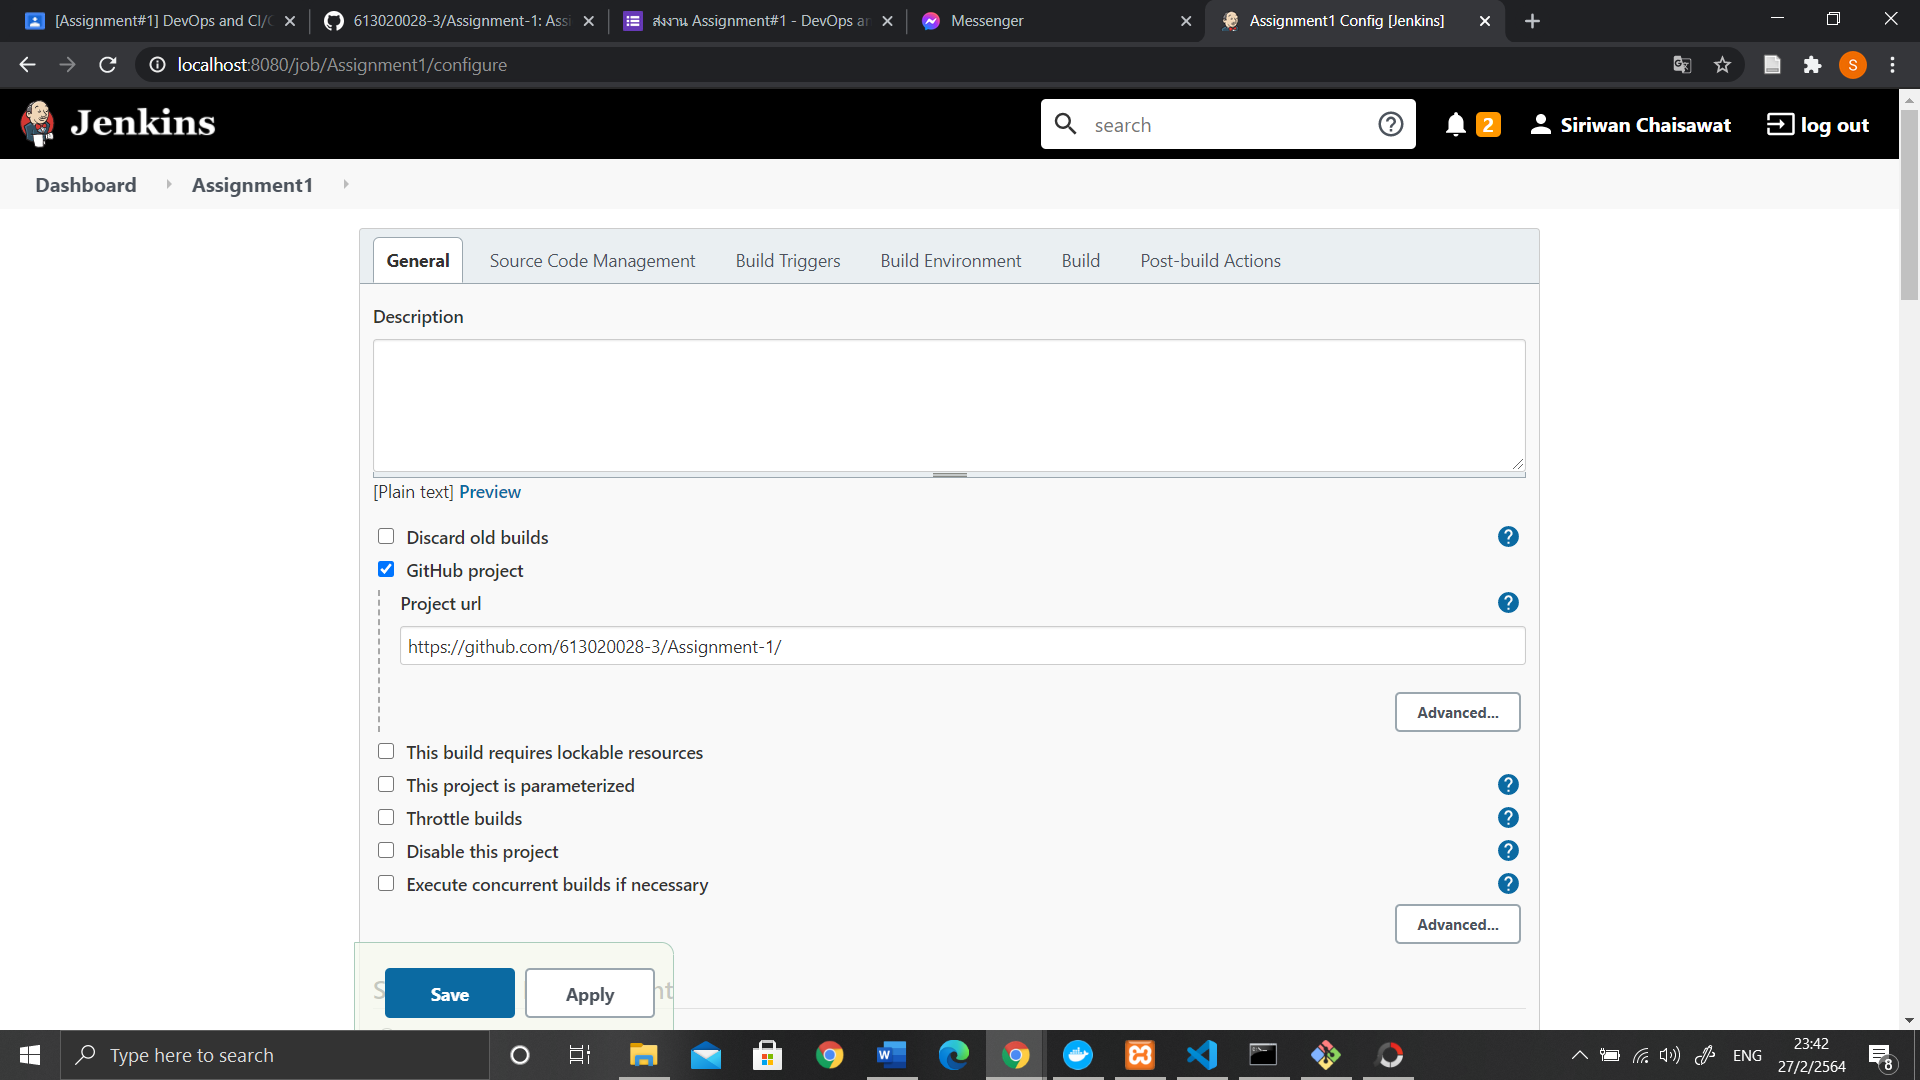 [Assignment#1] DevOps and CI/C
613020028-3/Assignment-1: Assi
ส่งงาน Assignment#1 - DevOps an
Messenger
Assignment1 Config [Jenkins]
localhost:8080/job/Assignment1/configure
S
Jenkins
search
2
Siriwan Chaisawat
log out
Dashboard
Assignment1
General
Source Code Management
Build Triggers
Build Environment
Build
Post-build Actions
Description
[Plain text] Preview
Discard old builds
GitHub project
Project url
https://github.com/613020028-3/Assignment-1/
Advanced...
This build requires lockable resources
This project is parameterized
Throttle builds
Disable this project
Execute concurrent builds if necessary
Advanced...
Save
Apply
Type here to search
ENG
23:42
27/2/2564
8